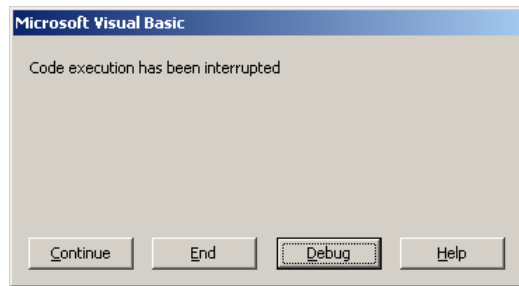 Microsoft Visual Basic
Code execution has been interrupted
Continue End Debug Help